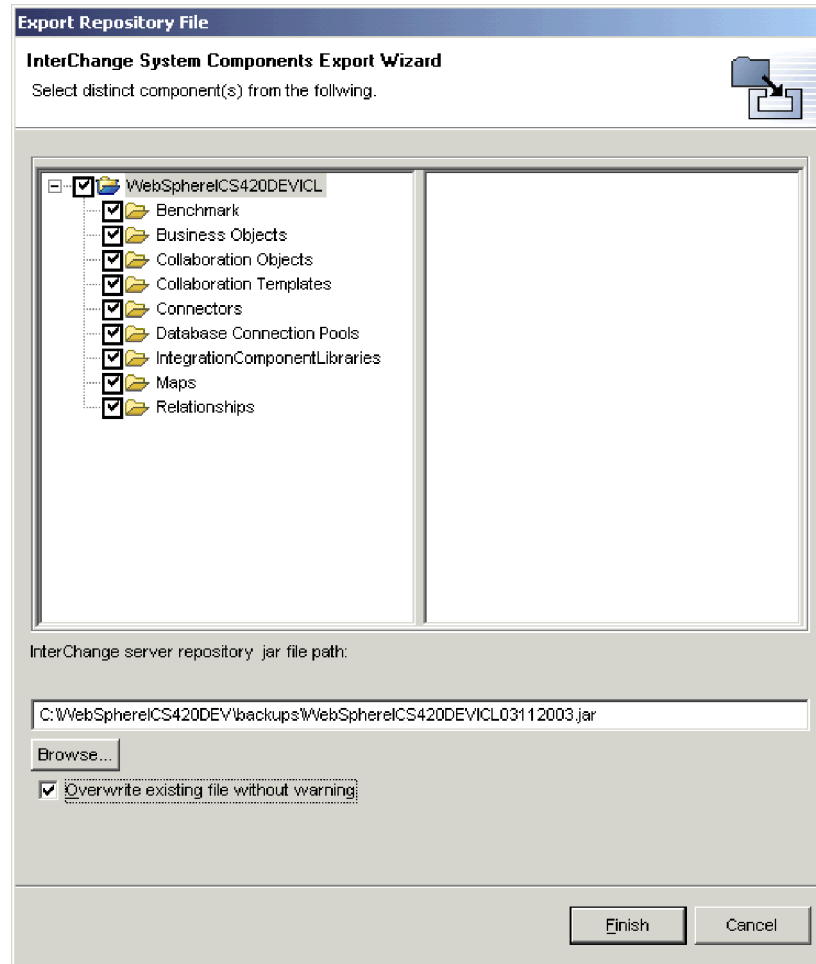 Export Repository File
InterChange System Components Export Wizard
Select distinct component(s) from the follwing.
WebSphereICS420DEVICL
Benchmark
Business Objects
Collaboration Objects
Collaboration Templates
Connectors
Database Connection Pools
IntegrationComponentLibraries
Maps
Relationships
InterChange server repository jar file path:
C:\WebSphereICS420DEV\backups\WebSphereICS420DEVICL03112003.jar
Browse...
Overwrite existing file without warning
Finish
Cancel